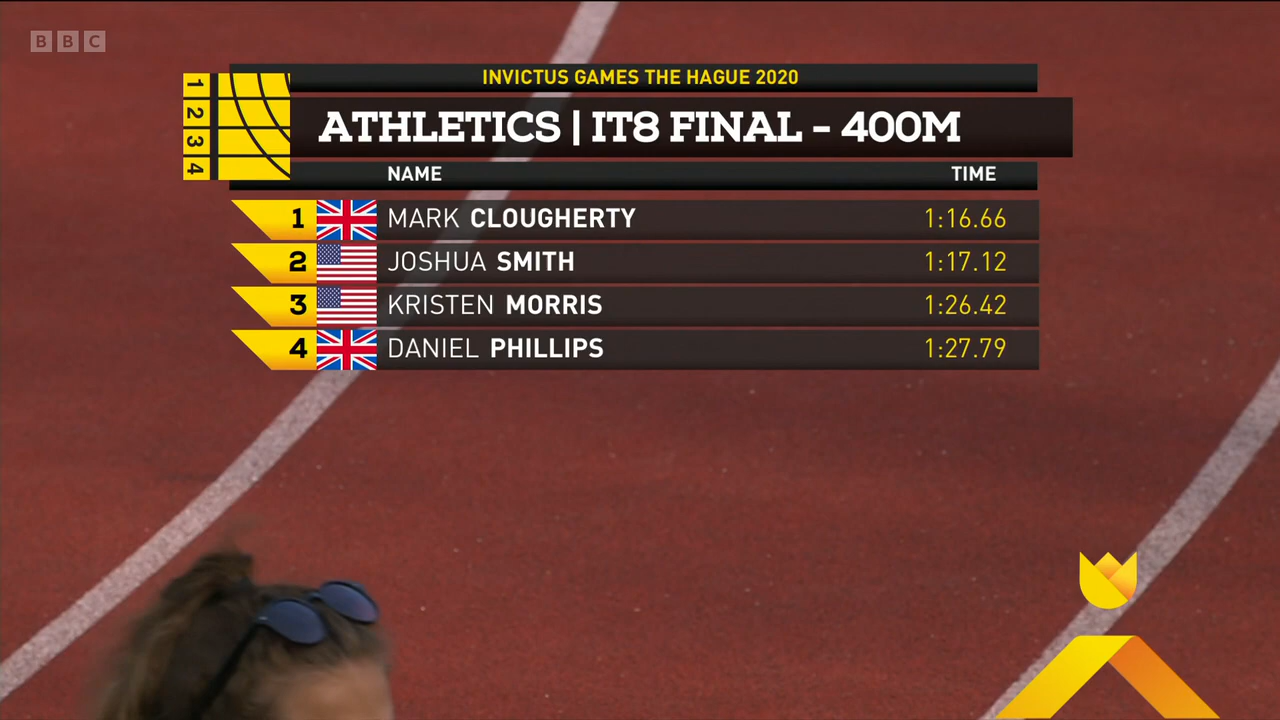 BBC
INVICTUS GAMES THE HAGUE 2020
1
2
3
4
ATHLETICS | IT8 FINAL - 400M
NAME TIME
1 MARK CLOUGHERTY 1:16.66
2 JOSHUA SMITH 1:17.12
3 KRISTEN MORRIS 1:26.42
4 DANIEL PHILLIPS 1:27.79